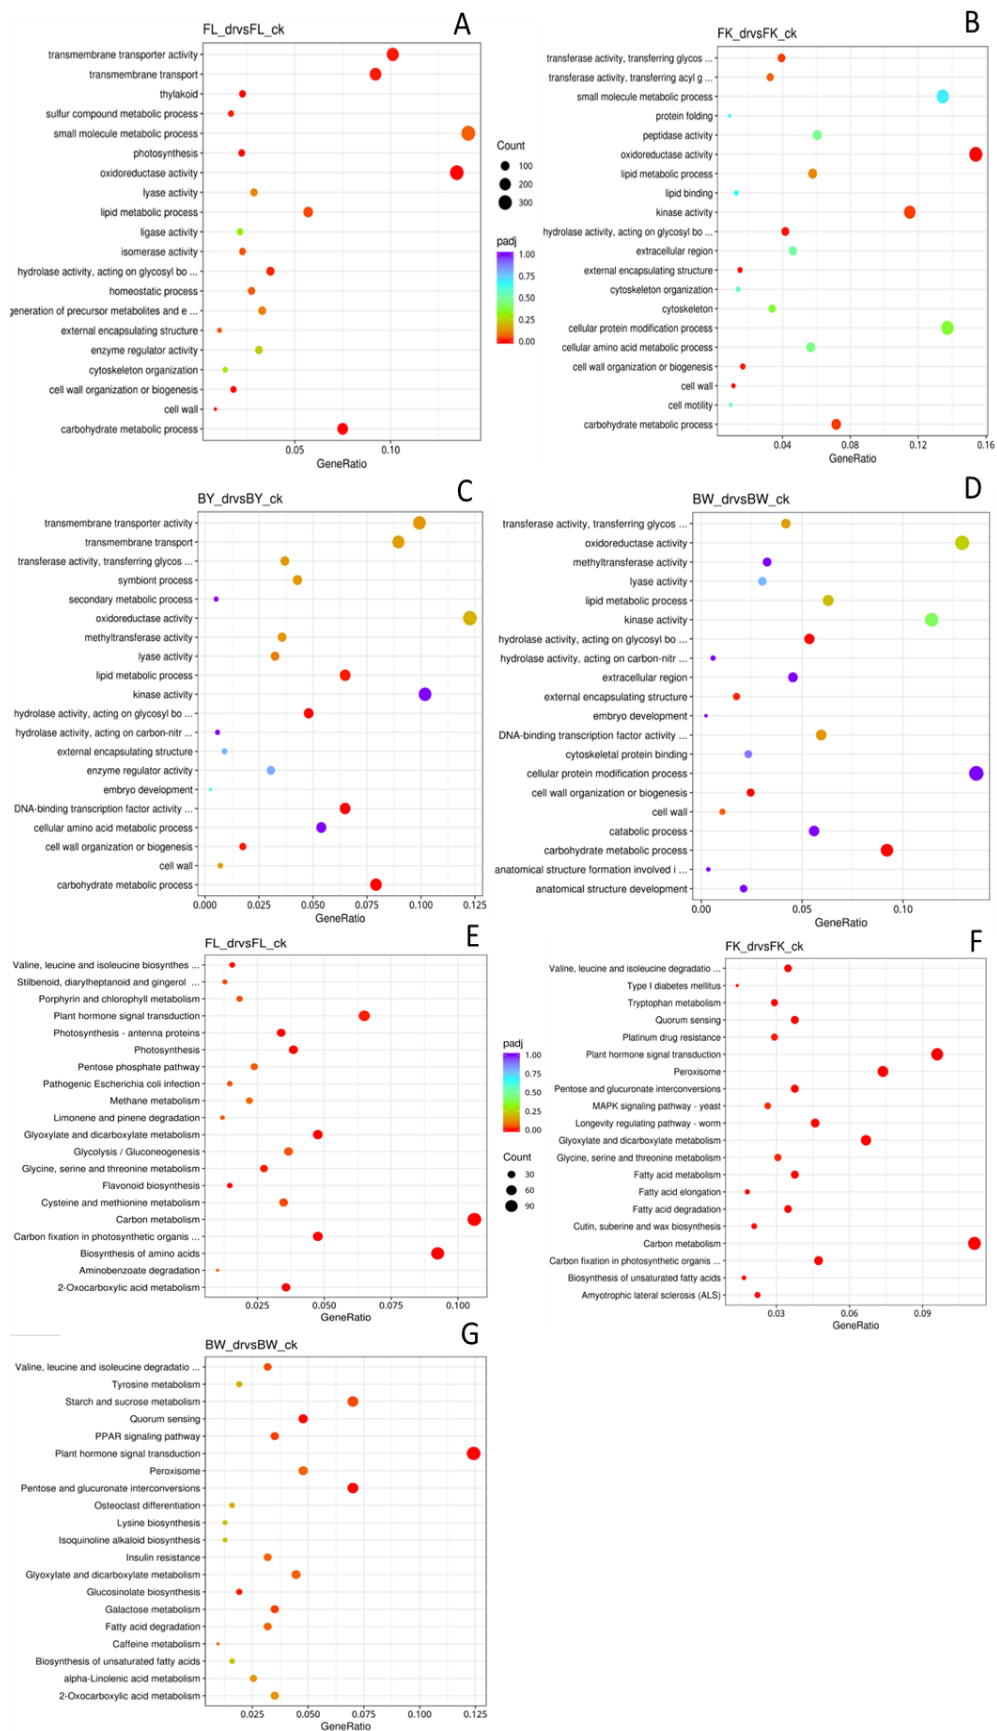 A
FL_drvsFL_ck
transmembrane transporter activity
transmembrane transport
thylakoid
sulfur compound metabolic process
small molecule metabolic process
photosynthesis
oxidoreductase activity
lyase activity
lipid metabolic process
ligase activity
isomerase activity
hydrolase activity, acting on glycosyl bo ...
homeostatic process
generation of precursor metabolites and e ...
external encapsulating structure
enzyme regulator activity
cytoskeleton organization
cell wall organization or biogenesis
cell wall
carbohydrate metabolic process
0.05 0.10
GeneRatio
Count
100
200
300
padj
1.00
0.75
0.50
0.25
0.00
B
FK_drvsFK_ck
transferase activity, transferring glycos ...
transferase activity, transferring acyl g ...
small molecule metabolic process
protein folding
peptidase activity
oxidoreductase activity
lipid metabolic process
lipid binding
kinase activity
hydrolase activity, acting on glycosyl bo ...
extracellular region
external encapsulating structure
cytoskeleton organization
cytoskeleton
cellular protein modification process
cellular amino acid metabolic process
cell wall organization or biogenesis
cell wall
cell motility
carbohydrate metabolic process
0.04 0.08 0.12 0.16
GeneRatio
C
BY_drvsBY_ck
transmembrane transporter activity
transmembrane transport
transferase activity, transferring glycos ...
symbiont process
secondary metabolic process
oxidoreductase activity
methyltransferase activity
lyase activity
lipid metabolic process
kinase activity
hydrolase activity, acting on glycosyl bo ...
hydrolase activity, acting on carbon-nitr ...
external encapsulating structure
enzyme regulator activity
embryo development
DNA-binding transcription factor activity ...
cellular amino acid metabolic process
cell wall organization or biogenesis
cell wall
carbohydrate metabolic process
0.000 0.025 0.050 0.075 0.100 0.125
GeneRatio
D
BW_drvsBW_ck
transferase activity, transferring glycos ...
oxidoreductase activity
methyltransferase activity
lyase activity
lipid metabolic process
kinase activity
hydrolase activity, acting on glycosyl bo ...
hydrolase activity, acting on carbon-nitr ...
extracellular region
external encapsulating structure
embryo development
DNA-binding transcription factor activity ...
cytoskeletal protein binding
cellular protein modification process
cell wall organization or biogenesis
cell wall
catabolic process
carbohydrate metabolic process
anatomical structure formation involved i ...
anatomical structure development
0.00 0.05 0.10
GeneRatio
E
FL_drvsFL_ck
Valine, leucine and isoleucine biosynthes ...
Stilbenoid, diarylheptanoid and gingerol ...
Porphyrin and chlorophyll metabolism
Plant hormone signal transduction
Photosynthesis - antenna proteins
Photosynthesis
Pentose phosphate pathway
Pathogenic Escherichia coli infection
Methane metabolism
Limonene and pinene degradation
Glyoxylate and dicarboxylate metabolism
Glycolysis / Gluconeogenesis
Glycine, serine and threonine metabolism
Flavonoid biosynthesis
Cysteine and methionine metabolism
Carbon metabolism
Carbon fixation in photosynthetic organis ...
Biosynthesis of amino acids
Aminobenzoate degradation
2-Oxocarboxylic acid metabolism
0.025 0.050 0.075 0.100
GeneRatio
padj
1.00
0.75
0.50
0.25
0.00
Count
30
60
90
F
FK_drvsFK_ck
Valine, leucine and isoleucine degradatio ...
Type I diabetes mellitus
Tryptophan metabolism
Quorum sensing
Platinum drug resistance
Plant hormone signal transduction
Peroxisome
Pentose and glucuronate interconversions
MAPK signaling pathway - yeast
Longevity regulating pathway - worm
Glyoxylate and dicarboxylate metabolism
Glycine, serine and threonine metabolism
Fatty acid metabolism
Fatty acid elongation
Fatty acid degradation
Cutin, suberine and wax biosynthesis
Carbon metabolism
Carbon fixation in photosynthetic organis ...
Biosynthesis of unsaturated fatty acids
Amyotrophic lateral sclerosis (ALS)
0.03 0.06 0.09
GeneRatio
G
BW_drvsBW_ck
Valine, leucine and isoleucine degradatio ...
Tyrosine metabolism
Starch and sucrose metabolism
Quorum sensing
PPAR signaling pathway
Plant hormone signal transduction
Peroxisome
Pentose and glucuronate interconversions
Osteoclast differentiation
Lysine biosynthesis
Isoquinoline alkaloid biosynthesis
Insulin resistance
Glyoxylate and dicarboxylate metabolism
Glucosinolate biosynthesis
Galactose metabolism
Fatty acid degradation
Caffeine metabolism
Biosynthesis of unsaturated fatty acids
alpha-Linolenic acid metabolism
2-Oxocarboxylic acid metabolism
0.025 0.050 0.075 0.100 0.125
GeneRatio